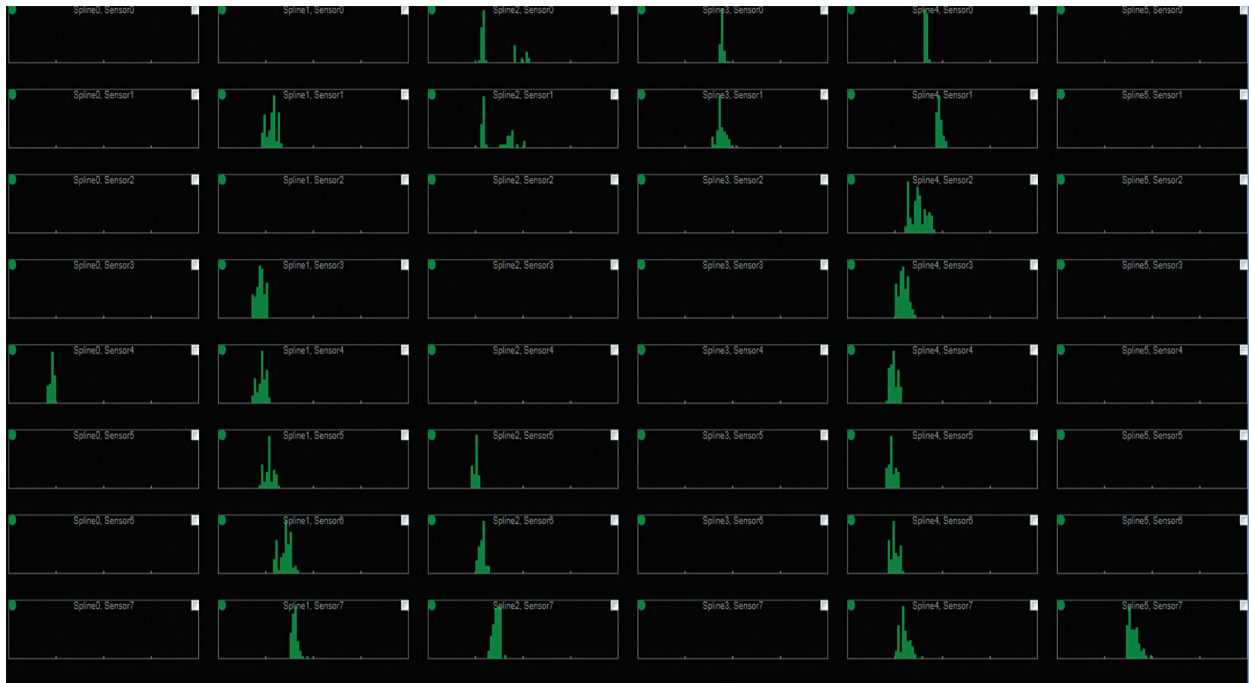 Spline0, Sensor0 Spline1, Sensor0 Spline2, Sensor0 Spline3, Sensor0 Spline4, Sensor0 Spline5, Sensor0
Spline0, Sensor1 Spline1, Sensor1 Spline2, Sensor1 Spline3, Sensor1 Spline4, Sensor1 Spline5, Sensor1
Spline0, Sensor2 Spline1, Sensor2 Spline2, Sensor2 Spline3, Sensor2 Spline4, Sensor2 Spline5, Sensor2
Spline0, Sensor3 Spline1, Sensor3 Spline2, Sensor3 Spline3, Sensor3 Spline4, Sensor3 Spline5, Sensor3
Spline0, Sensor4 Spline1, Sensor4 Spline2, Sensor4 Spline3, Sensor4 Spline4, Sensor4 Spline5, Sensor4
Spline0, Sensor5 Spline1, Sensor5 Spline2, Sensor5 Spline3, Sensor5 Spline4, Sensor5 Spline5, Sensor5
Spline0, Sensor6 Spline1, Sensor6 Spline2, Sensor6 Spline3, Sensor6 Spline4, Sensor6 Spline5, Sensor6
Spline0, Sensor7 Spline1, Sensor7 Spline2, Sensor7 Spline3, Sensor7 Spline4, Sensor7 Spline5, Sensor7